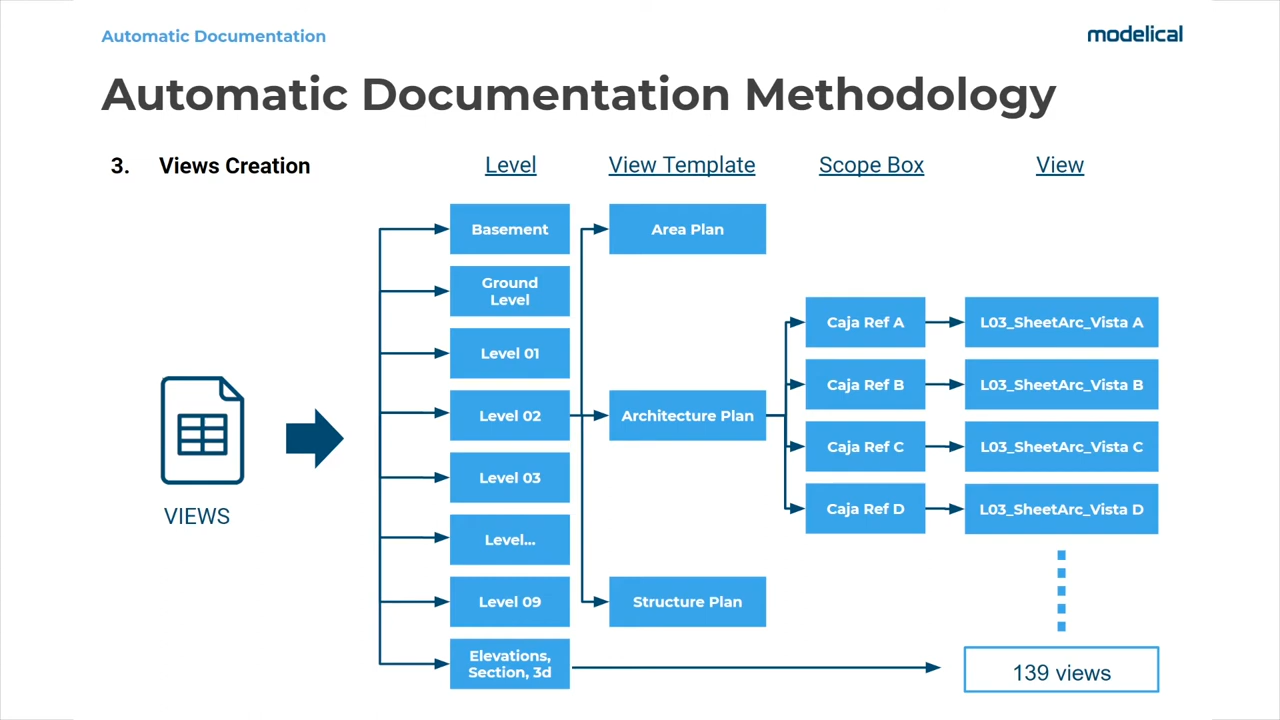 Automatic Documentation
modelical
Automatic Documentation Methodology
3. Views Creation
Level
View Template
Scope Box
View
Basement
Area Plan
Ground
Level
Level 01
Level 02
Level 03
Level...
Level 09
Elevations,
Section, 3d
Architecture Plan
Structure Plan
Caja Ref A
L03_SheetArc_Vista A
Caja Ref B
L03_SheetArc_Vista B
Caja Ref C
L03_SheetArc_Vista C
Caja Ref D
L03_SheetArc_Vista D
VIEWS
139 views